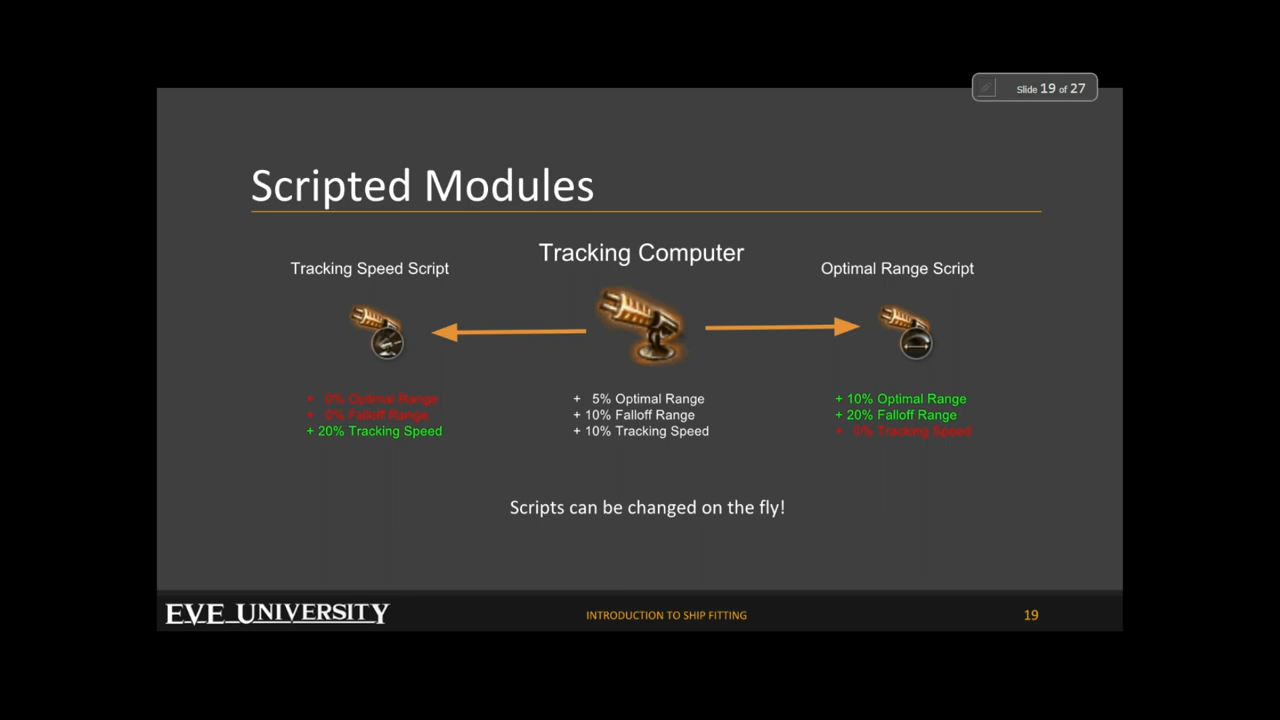 Slide 19 of 27
Scripted Modules
Tracking Computer
Tracking Speed Script
Optimal Range Script
+ 0% Optimal Range
+ 0% Falloff Range
+ 20% Tracking Speed
+ 5% Optimal Range
+ 10% Falloff Range
+ 10% Tracking Speed
+ 10% Optimal Range
+ 20% Falloff Range
+ 0% Tracking Speed
Scripts can be changed on the fly!
EVE UNIVERSITY
INTRODUCTION TO SHIP FITTING
19